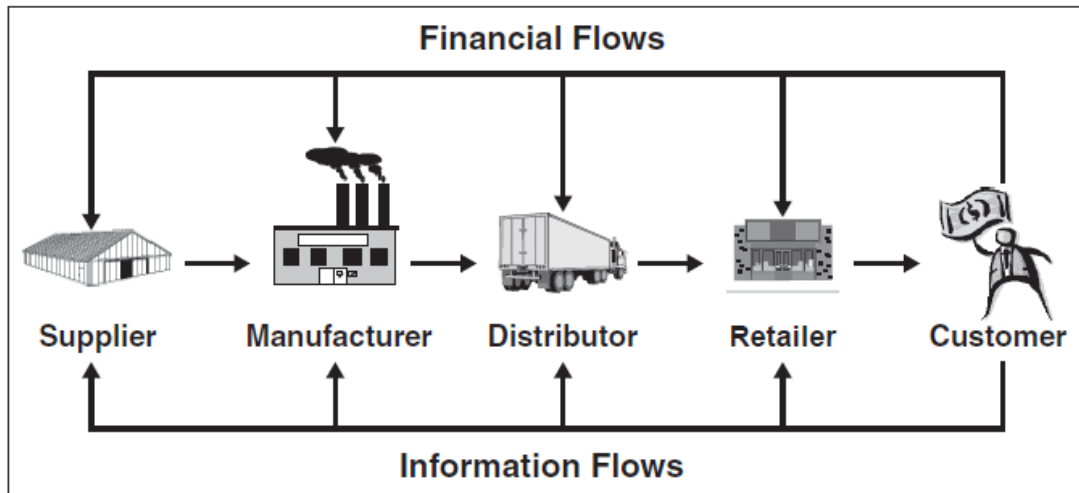 Financial Flows
Supplier Manufacturer Distributor Retailer Customer
Information Flows